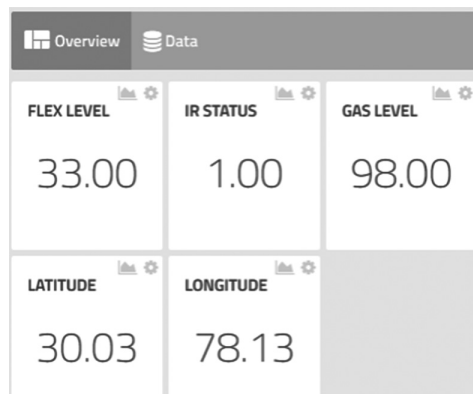 Overview Data
FLEX LEVEL IR STATUS GAS LEVEL
33.00 1.00 98.00
LATITUDE LONGITUDE
30.03 78.13